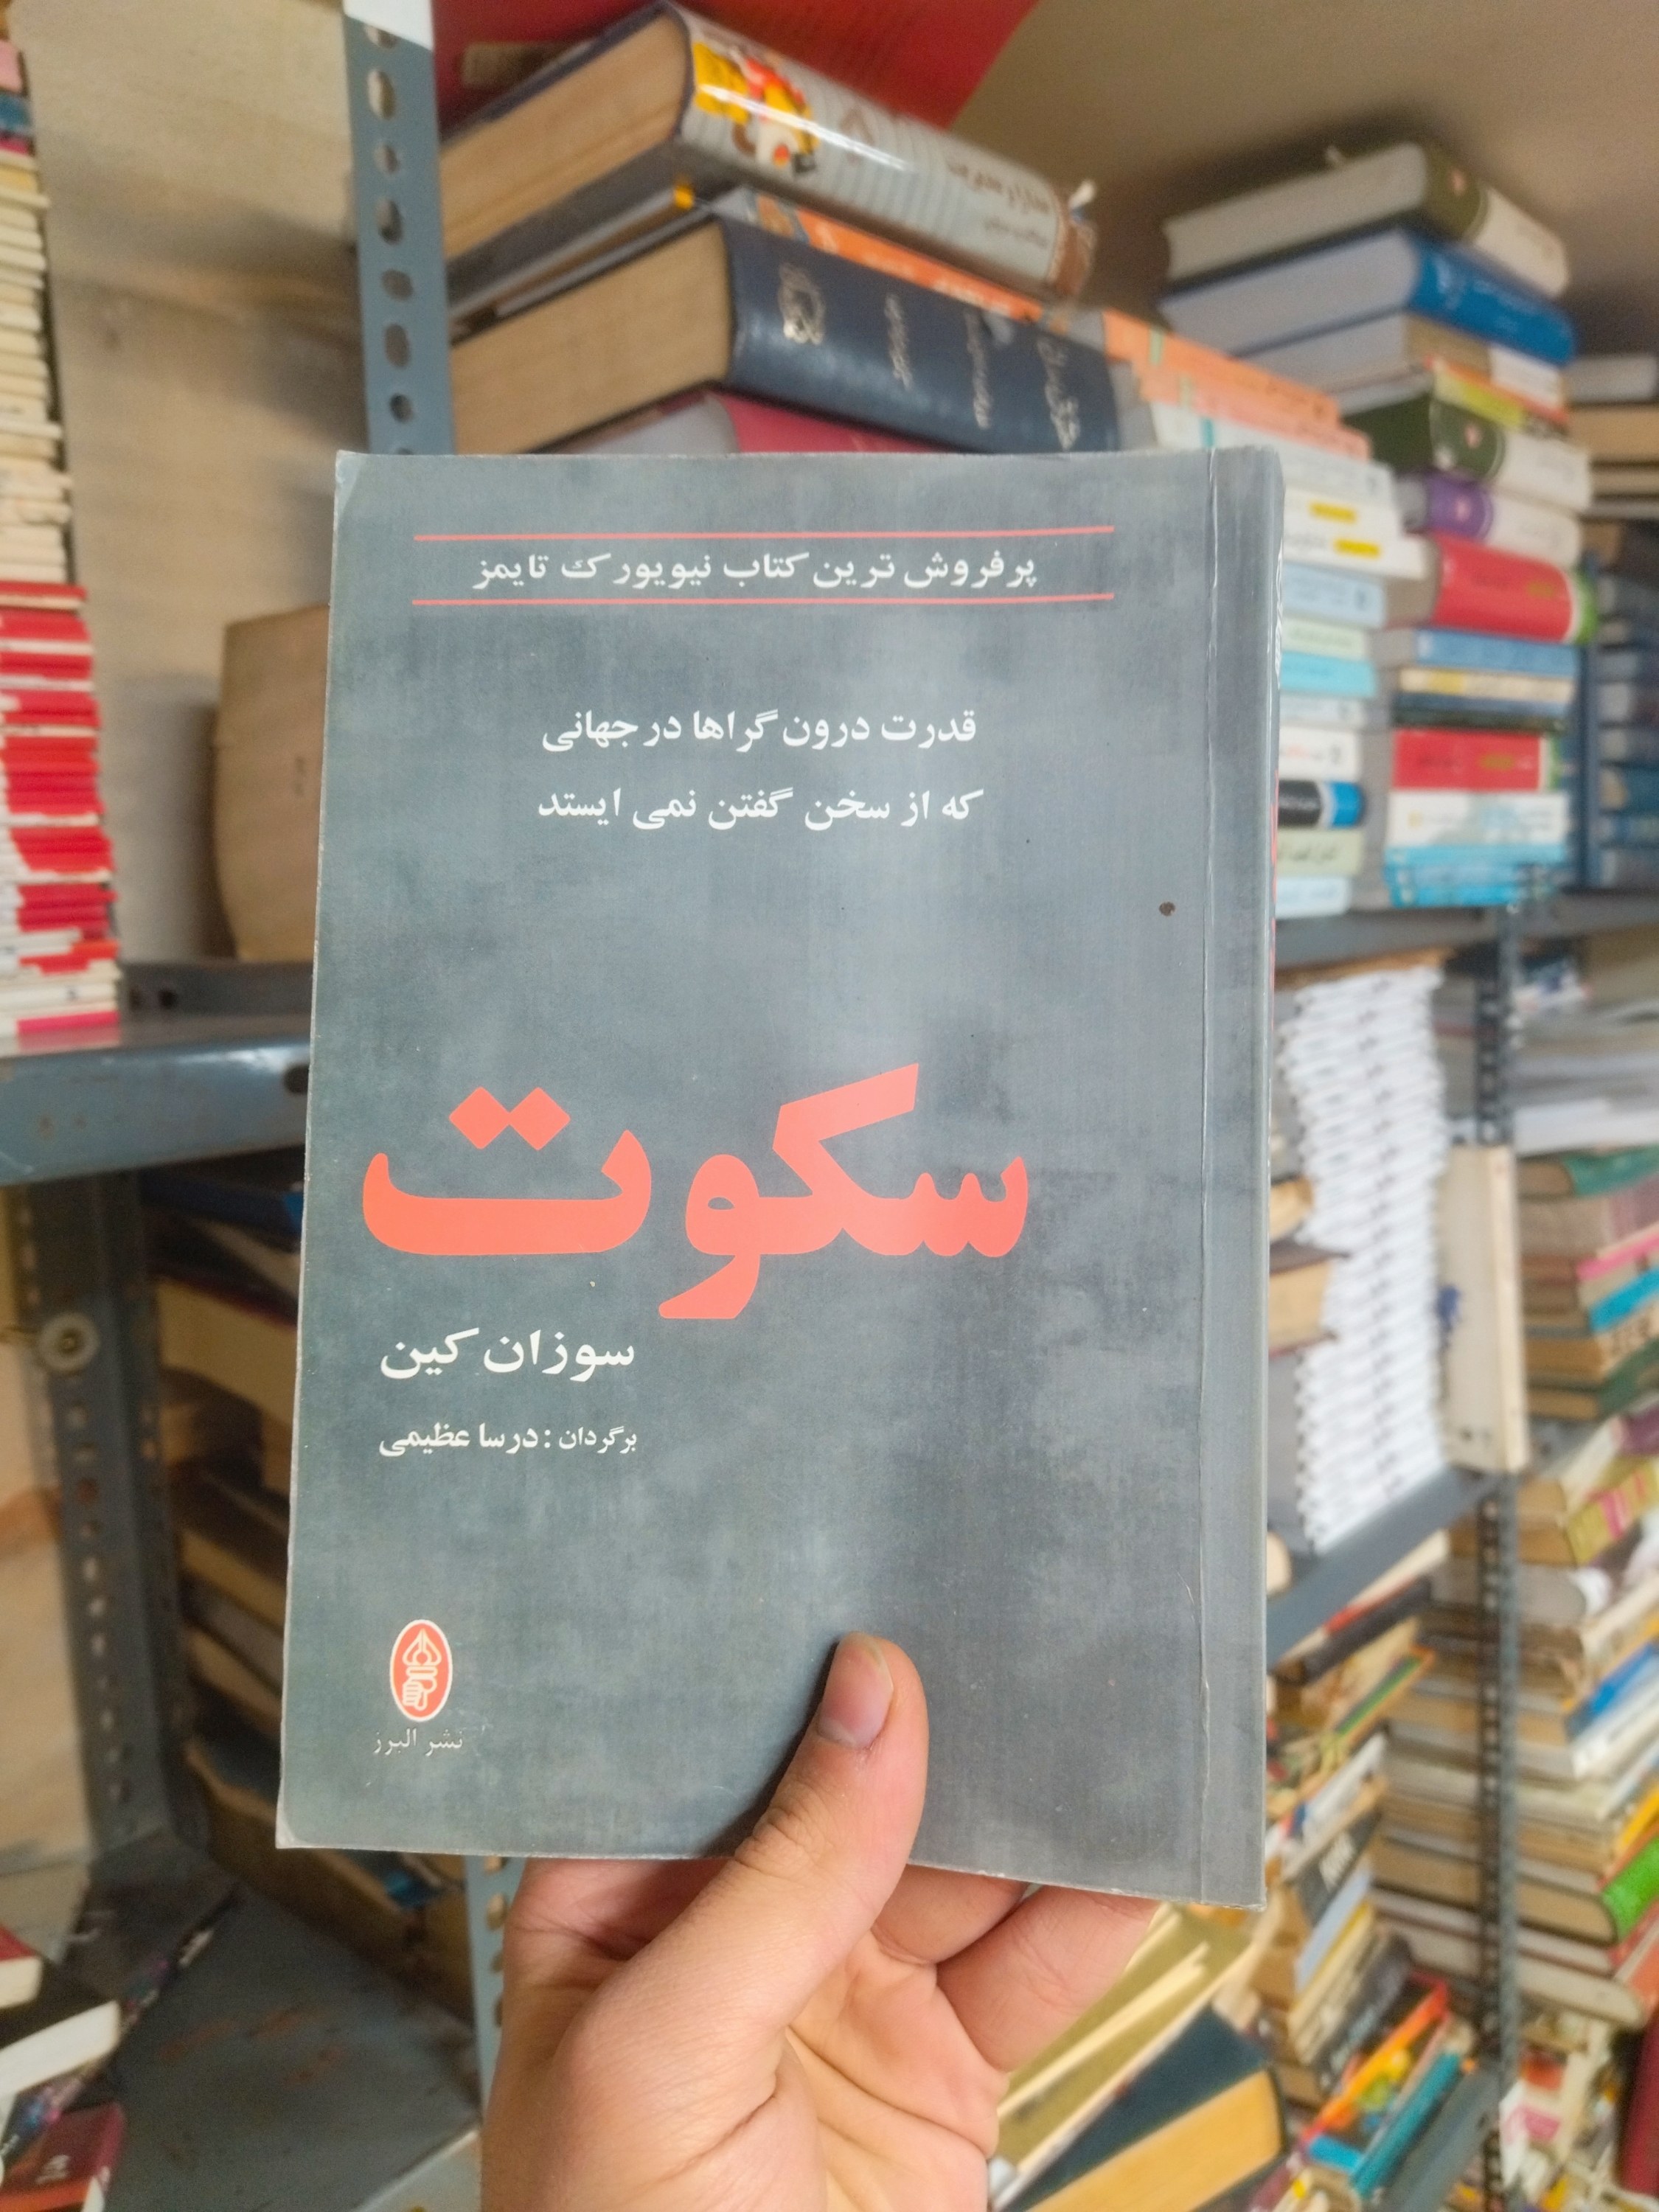 پرفروش ترین کتاب نیویورک تایمز
قدرت درون گراها در جهانی
که از سخن گفتن نمی ایستد
سکوت
سوزان کین
برگردان : درسا عظیمی
نشر البرز